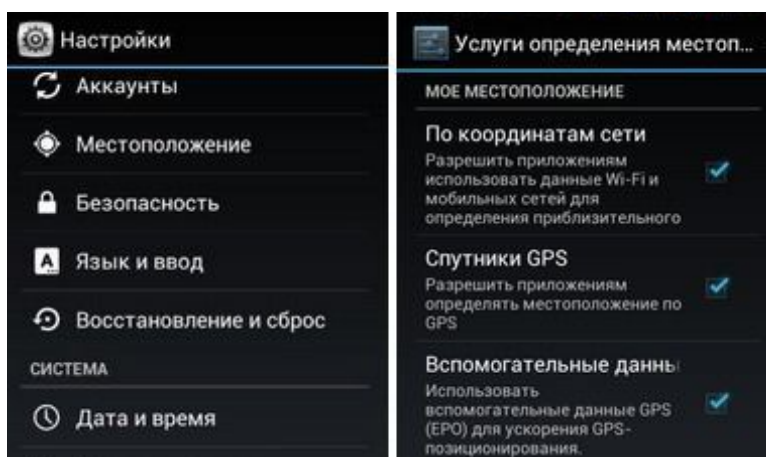 Настройки
Аккаунты
Местоположение
Безопасность
Язык и ввод
Восстановление и сброс
СИСТЕМА
Дата и время
Услуги определения местоп...
МОЕ МЕСТОПОЛОЖЕНИЕ
По координатам сети
Разрешить приложениям
использовать данные Wi-Fi и
мобильных сетей для
определения приблизительного
Спутники GPS
Разрешить приложениям
определять местоположение по
GPS
Вспомогательные данны
Использовать
вспомогательные данные GPS
(EPO) для ускорения GPS-
позиционирования.